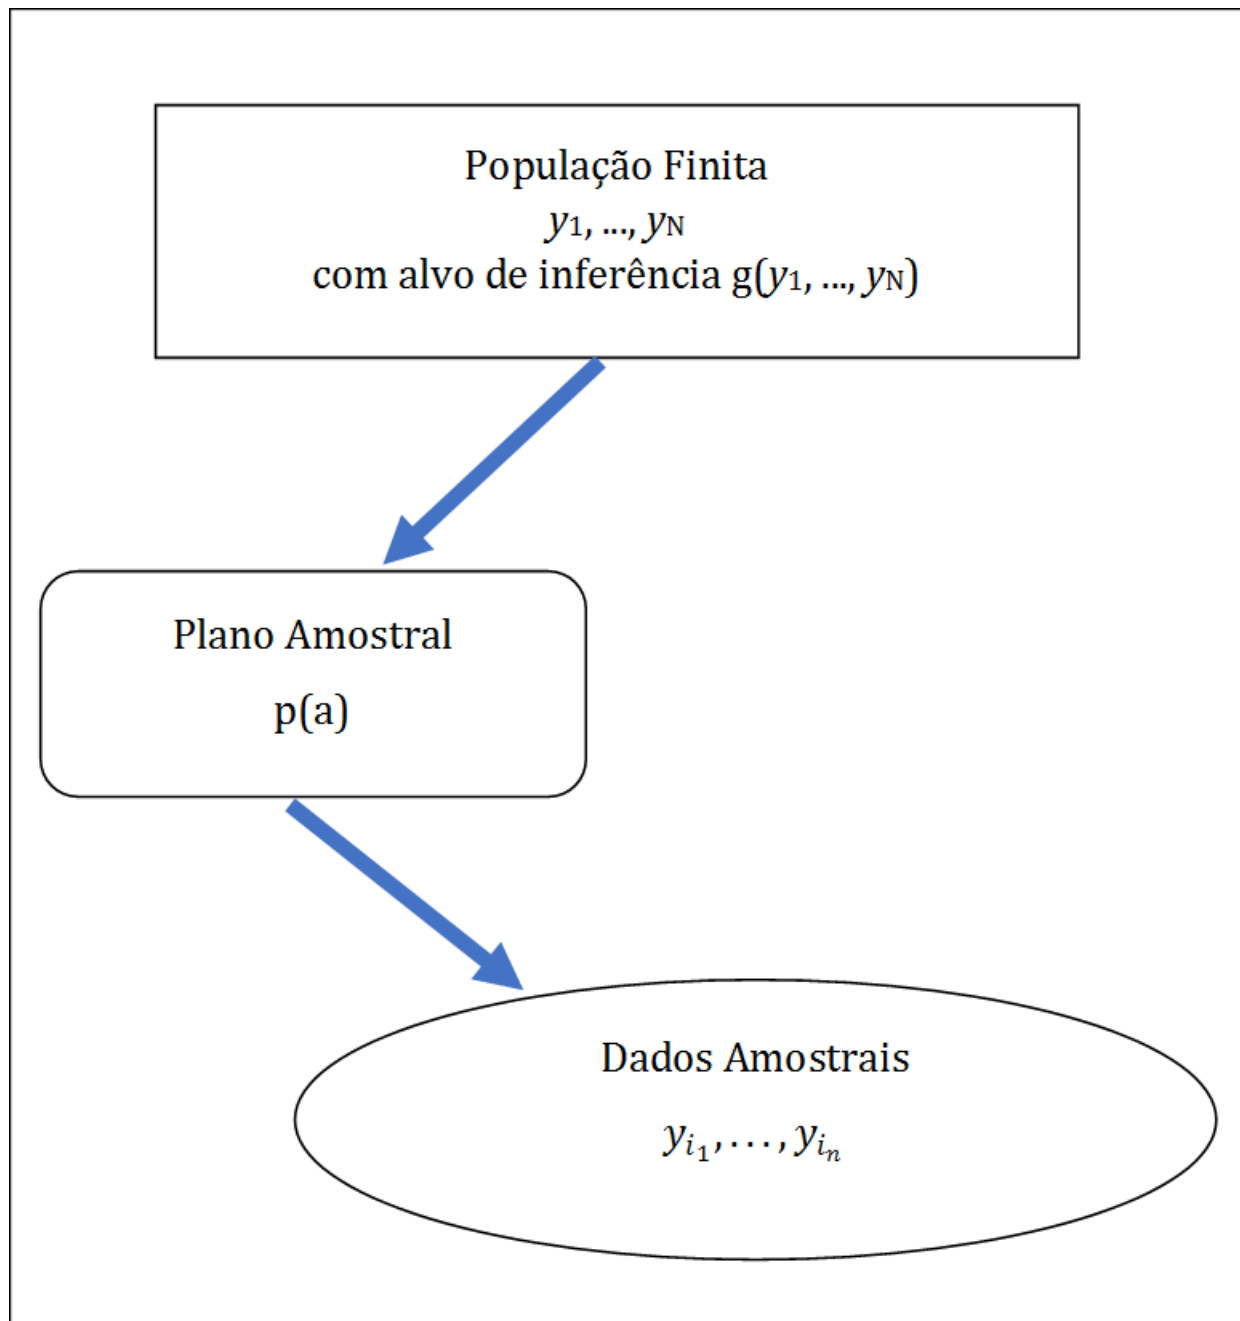 População Finita
y₁, ..., yN
com alvo de inferência g(y₁, ..., yN)
Plano Amostral
p(a)
Dados Amostrais
yᵢ₁, . . . , yᵢₙ